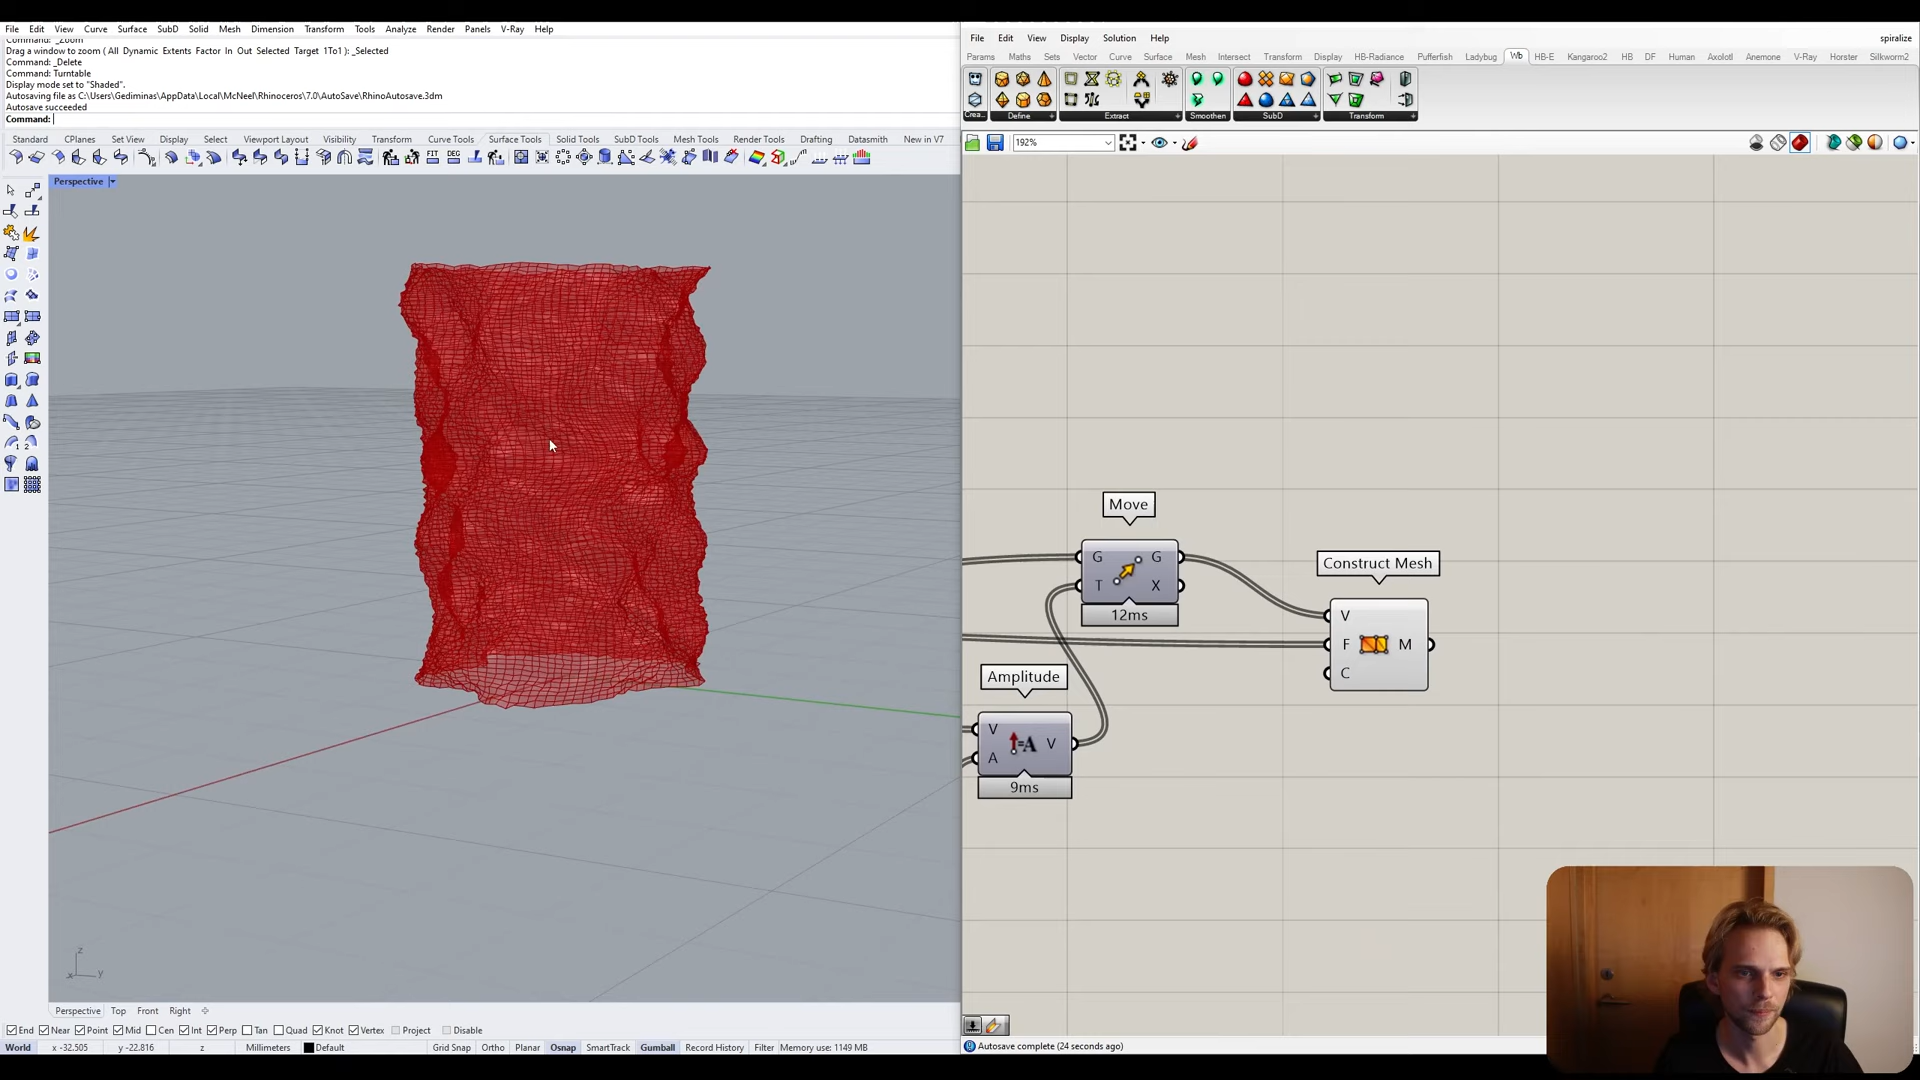 File Edit View Curve Surface SubD Solid Mesh Dimension Transform Tools Analyze Render Panels V-Ray Help
Command: _Zoom
Drag a window to zoom ( All Dynamic Extents Factor In Out Selected Target 1To1 ): _Selected
Command: _Delete
Command: Turntable
Display mode set to "Shaded".
Autosaving file as C:\Users\Gediminas\AppData\Local\McNeel\Rhinoceros\7.0\AutoSave\RhinoAutosave.3dm
Autosave succeeded
Command:
Standard CPlanes Set View Display Select Viewport Layout Visibility Transform Curve Tools Surface Tools Solid Tools SubD Tools Mesh Tools Render Tools Drafting Datasmith New in V7
Perspective
z
x y
Perspective Top Front Right
End Near Point Mid Cen Int Perp Tan Quad Knot Vertex Project Disable
World x -32.505 y -22.816 z Millimeters Default Grid Snap Ortho Planar Osnap SmartTrack Gumball Record History Filter Memory use: 1149 MB
File Edit View Display Solution Help spiralize
Params Maths Sets Vector Curve Surface Mesh Intersect Transform Display HB-Radiance Pufferfish Ladybug Wb HB-E Kangaroo2 HB DF Human Axolotl Anemone V-Ray Horster Silkworm2
Crea... Define Extract Smoothen SubD Transform
192%
Move
G G
T X
12ms
Construct Mesh
V
F M
C
Amplitude
V
=A V
A
9ms
Autosave complete (24 seconds ago)